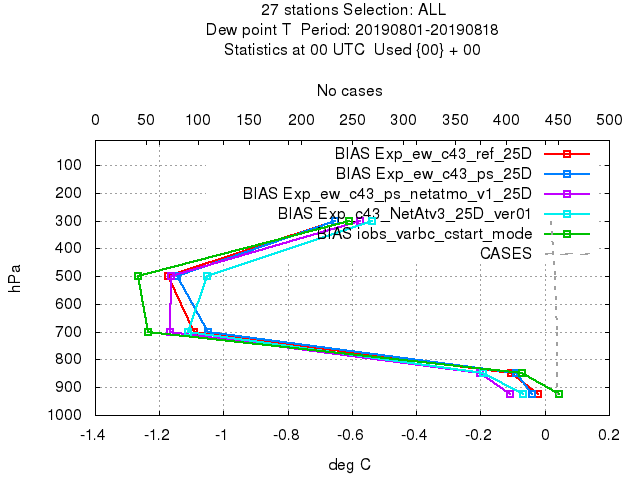 27 stations Selection: ALL
Dew point T  Period: 20190801-20190818
Statistics at 00 UTC  Used {00} + 00
No cases
0 50 100 150 200 250 300 350 400 450 500
100
200
300
400
500
600
700
800
900
1000
hPa
BIAS Exp_ew_c43_ref_25D
BIAS Exp_ew_c43_ps_25D
BIAS Exp_ew_c43_ps_netatmo_v1_25D
BIAS Exp_c43_NetAtv3_25D_ver01
BIAS iobs_varbc_cstart_mode
CASES
-1.4 -1.2 -1 -0.8 -0.6 -0.4 -0.2 0 0.2
deg C